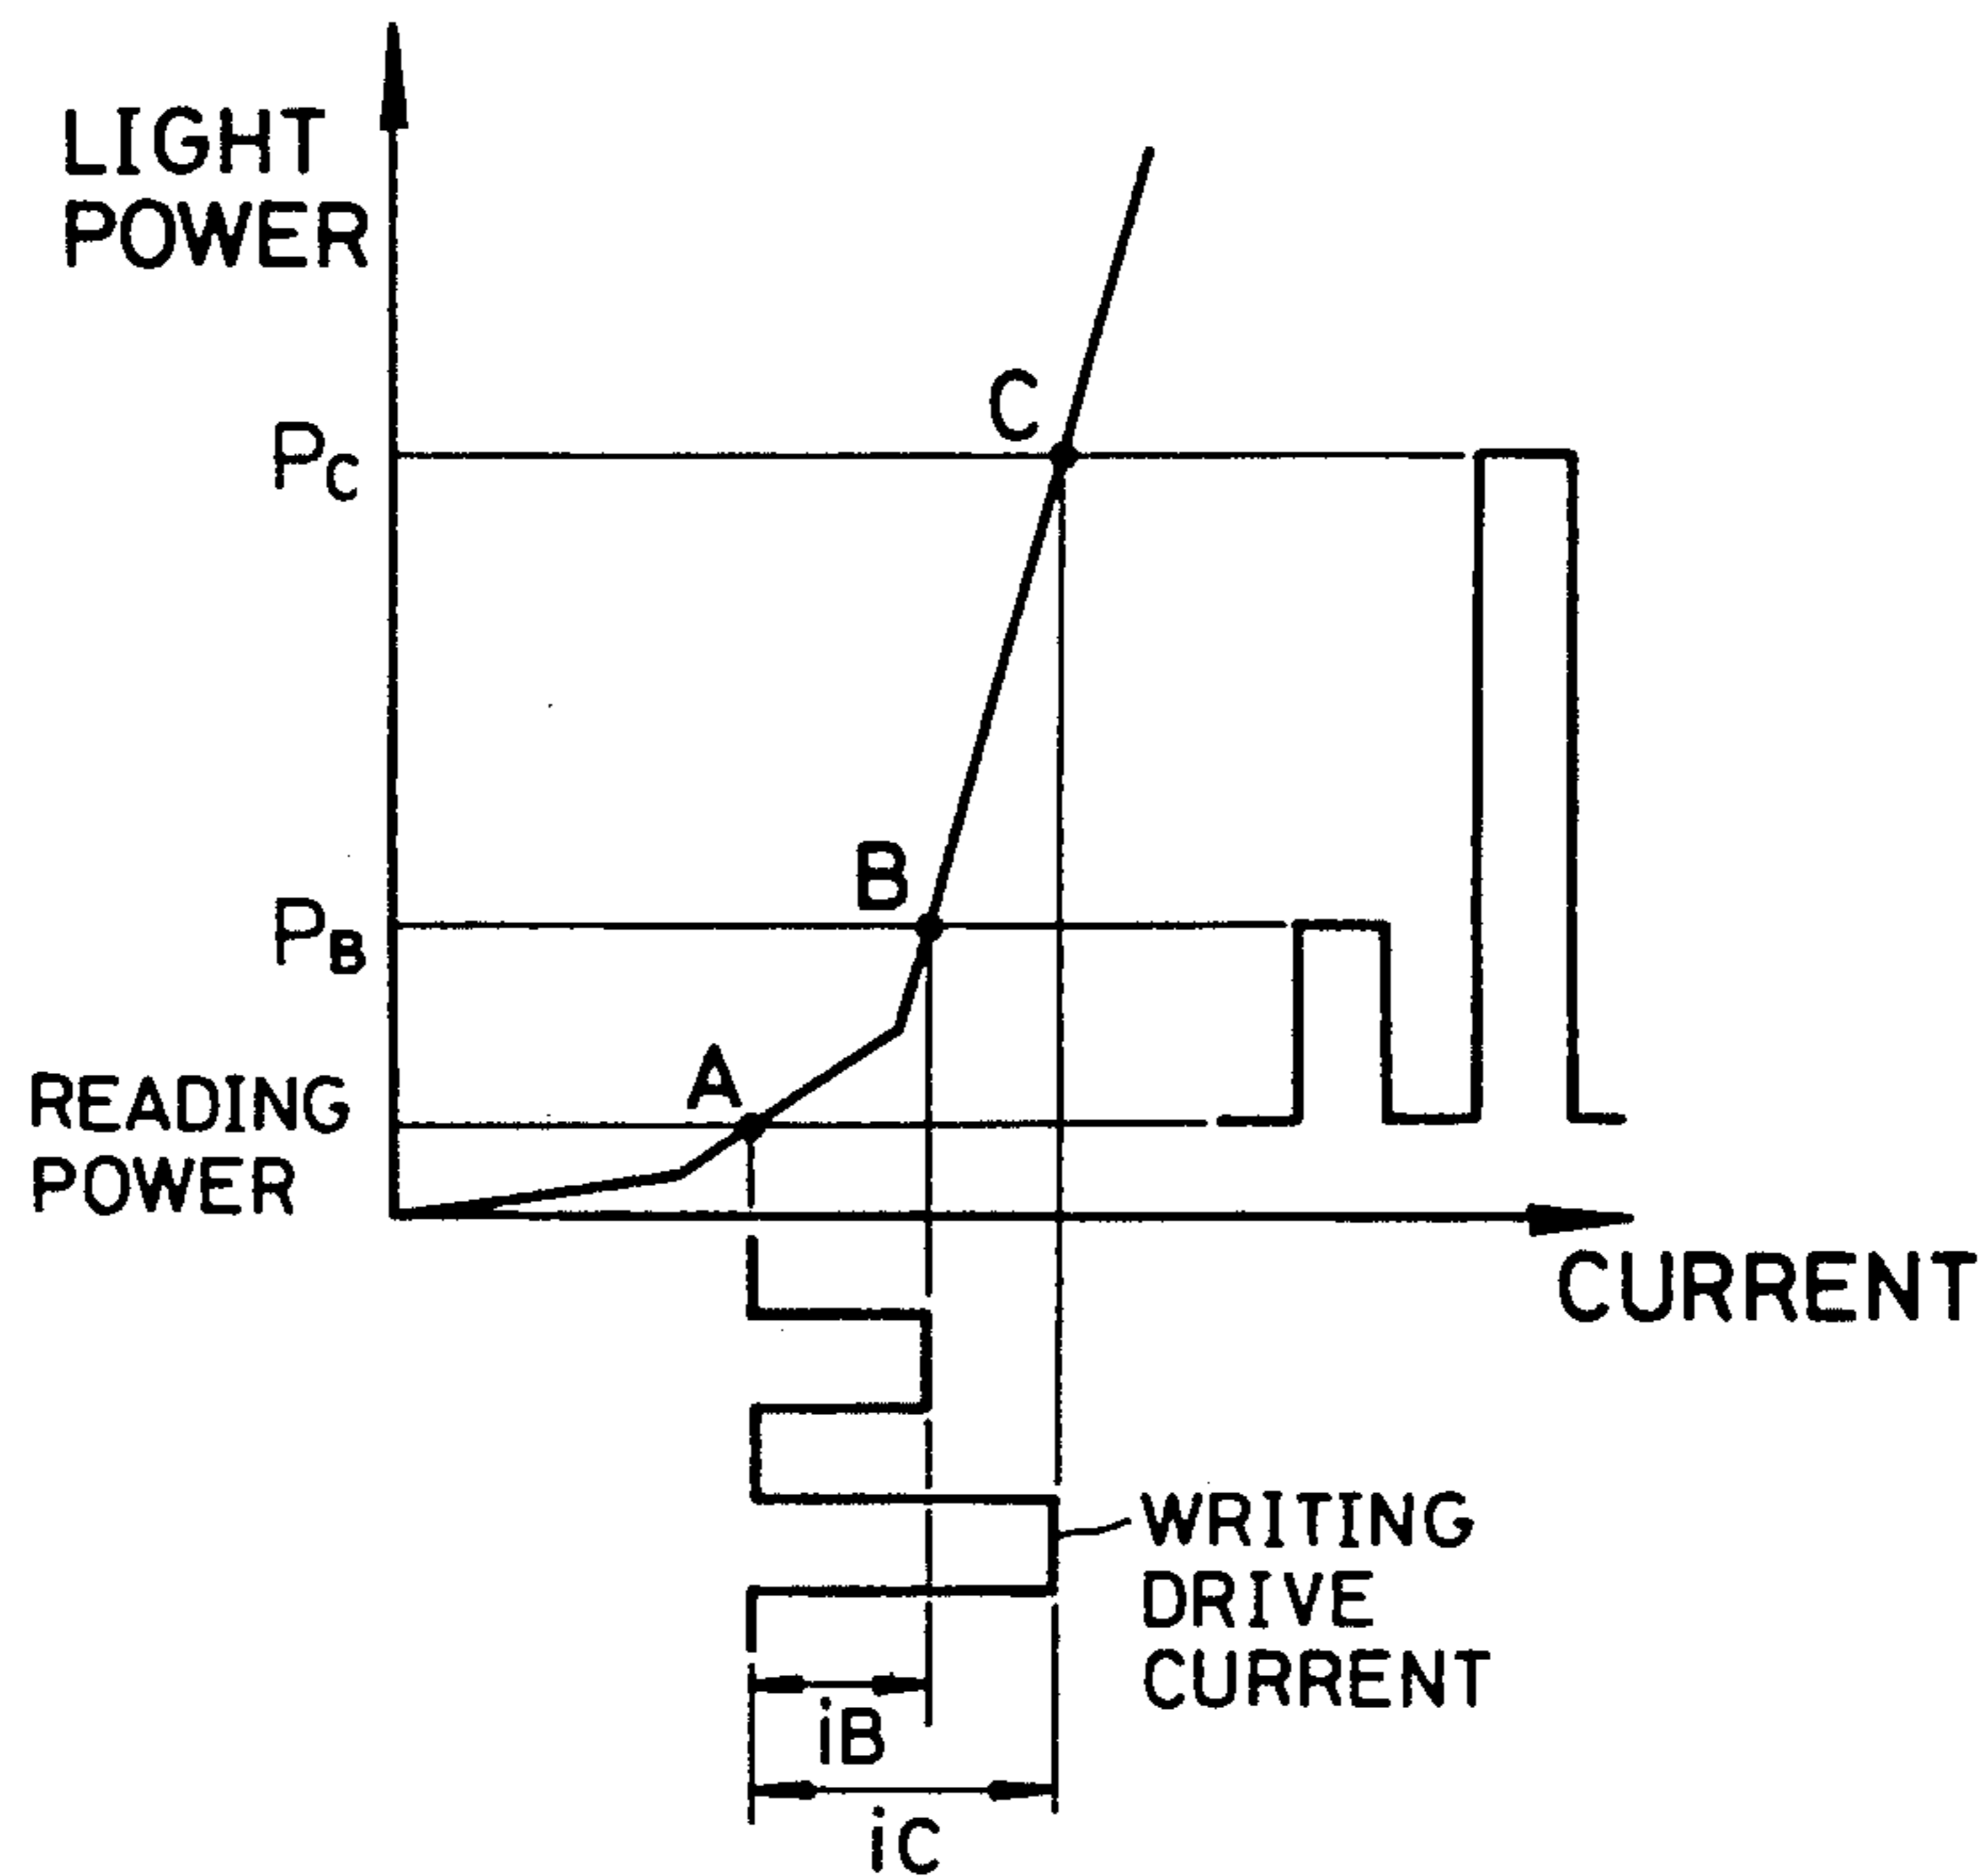 LIGHT
POWER
C
PC
B
PB
A
READING
POWER
CURRENT
WRITING
DRIVE
CURRENT
iB
iC